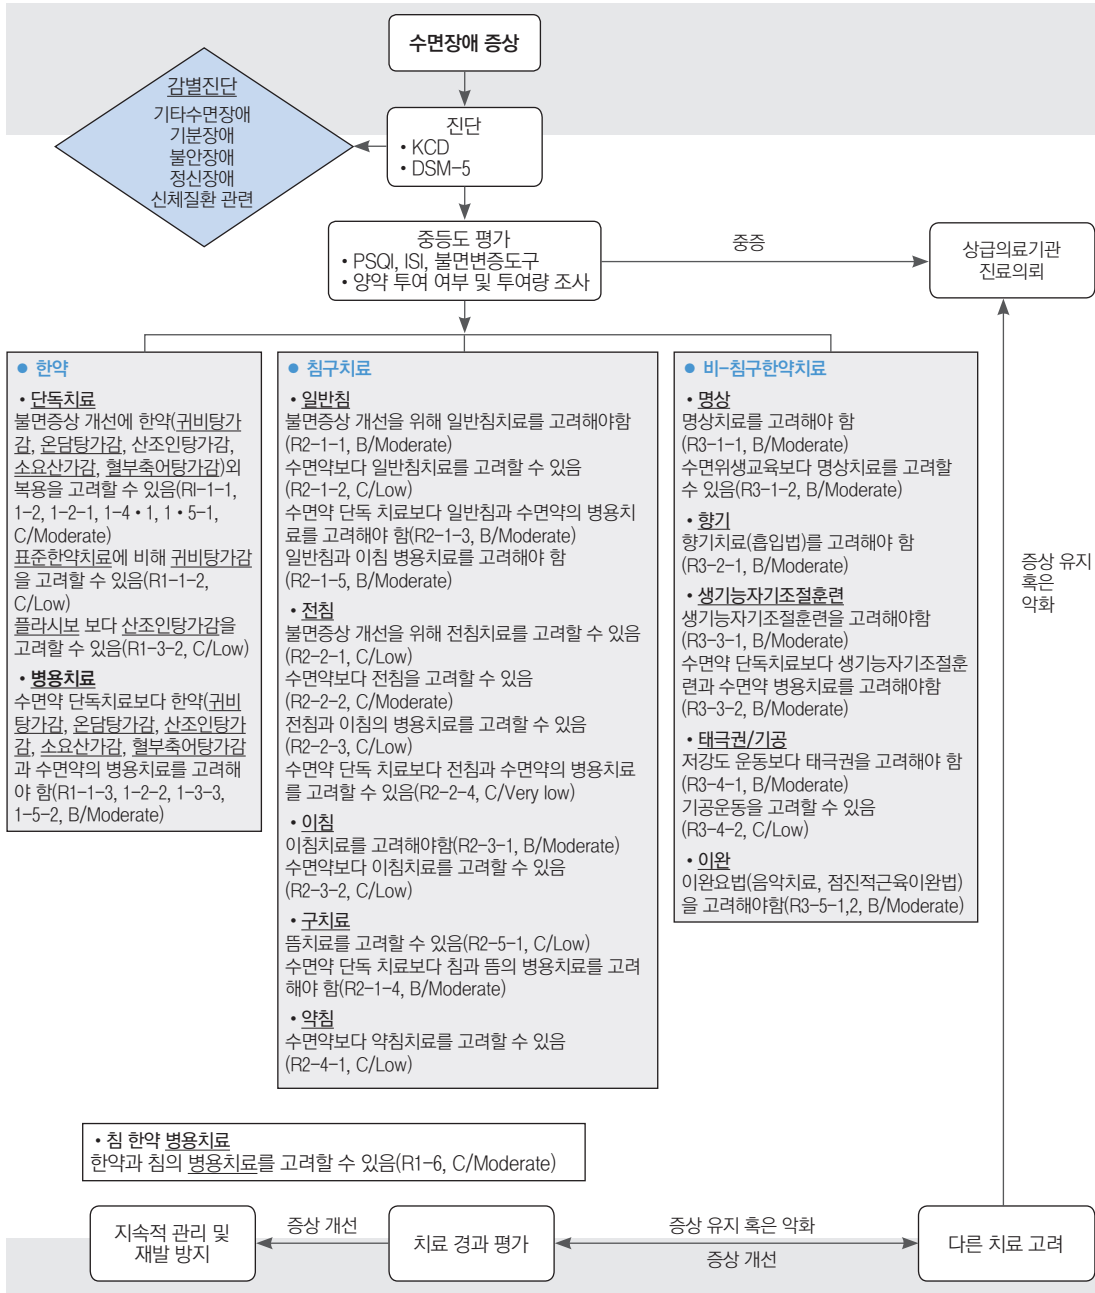 수면장애 증상
감별진단
기타수면장애
기분장애
불안장애
정신장애
신체질환 관련
진단
• KCD
• DSM-5
중등도 평가
• PSQI, ISI, 불면변증도구
• 양약 투여 여부 및 투여량 조사
중증
상급의료기관
진료의뢰
● 한약
• 단독치료
불면증상 개선에 한약(귀비탕가
감, 온담탕가감, 산조인탕가감,
소요산가감, 혈부축어탕가감)외
복용을 고려할 수 있음(RI-1-1,
1-2, 1-2-1, 1-4 • 1, 1 • 5-1,
C/Moderate)
표준한약치료에 비해 귀비탕가감
을 고려할 수 있음(R1-1-2,
C/Low)
플라시보 보다 산조인탕가감을
고려할 수 있음(R1-3-2, C/Low)
• 병용치료
수면약 단독치료보다 한약(귀비
탕가감, 온담탕가감, 산조인탕가
감, 소요산가감, 혈부축어탕가감
과 수면약의 병용치료를 고려해
야 함(R1-1-3, 1-2-2, 1-3-3,
1-5-2, B/Moderate)
● 침구치료
• 일반침
불면증상 개선을 위해 일반침치료를 고려해야함
(R2-1-1, B/Moderate)
수면약보다 일반침치료를 고려할 수 있음
(R2-1-2, C/Low)
수면약 단독 치료보다 일반침과 수면약의 병용치
료를 고려해야 함(R2-1-3, B/Moderate)
일반침과 이침 병용치료를 고려해야 함
(R2-1-5, B/Moderate)
• 전침
불면증상 개선을 위해 전침치료를 고려할 수 있음
(R2-2-1, C/Low)
수면약보다 전침을 고려할 수 있음
(R2-2-2, C/Moderate)
전침과 이침의 병용치료를 고려할 수 있음
(R2-2-3, C/Low)
수면약 단독 치료보다 전침과 수면약의 병용치료
를 고려할 수 있음(R2-2-4, C/Very low)
• 이침
이침치료를 고려해야함(R2-3-1, B/Moderate)
수면약보다 이침치료를 고려할 수 있음
(R2-3-2, C/Low)
• 구치료
뜸치료를 고려할 수 있음(R2-5-1, C/Low)
수면약 단독 치료보다 침과 뜸의 병용치료를 고려
해야 함(R2-1-4, B/Moderate)
• 약침
수면약보다 약침치료를 고려할 수 있음
(R2-4-1, C/Low)
● 비-침구한약치료
• 명상
명상치료를 고려해야 함
(R3-1-1, B/Moderate)
수면위생교육보다 명상치료를 고려할
수 있음(R3-1-2, B/Moderate)
• 향기
향기치료(흡입법)를 고려해야 함
(R3-2-1, B/Moderate)
• 생기능자기조절훈련
생기능자기조절훈련을 고려해야함
(R3-3-1, B/Moderate)
수면약 단독치료보다 생기능자기조절훈
련과 수면약 병용치료를 고려해야함
(R3-3-2, B/Moderate)
• 태극권/기공
저강도 운동보다 태극권을 고려해야 함
(R3-4-1, B/Moderate)
기공운동을 고려할 수 있음
(R3-4-2, C/Low)
• 이완
이완요법(음악치료, 점진적근육이완법)
을 고려해야함(R3-5-1,2, B/Moderate)
증상 유지
혹은
악화
• 침 한약 병용치료
한약과 침의 병용치료를 고려할 수 있음(R1-6, C/Moderate)
지속적 관리 및
재발 방지
증상 개선
치료 경과 평가
증상 유지 혹은 악화
증상 개선
다른 치료 고려